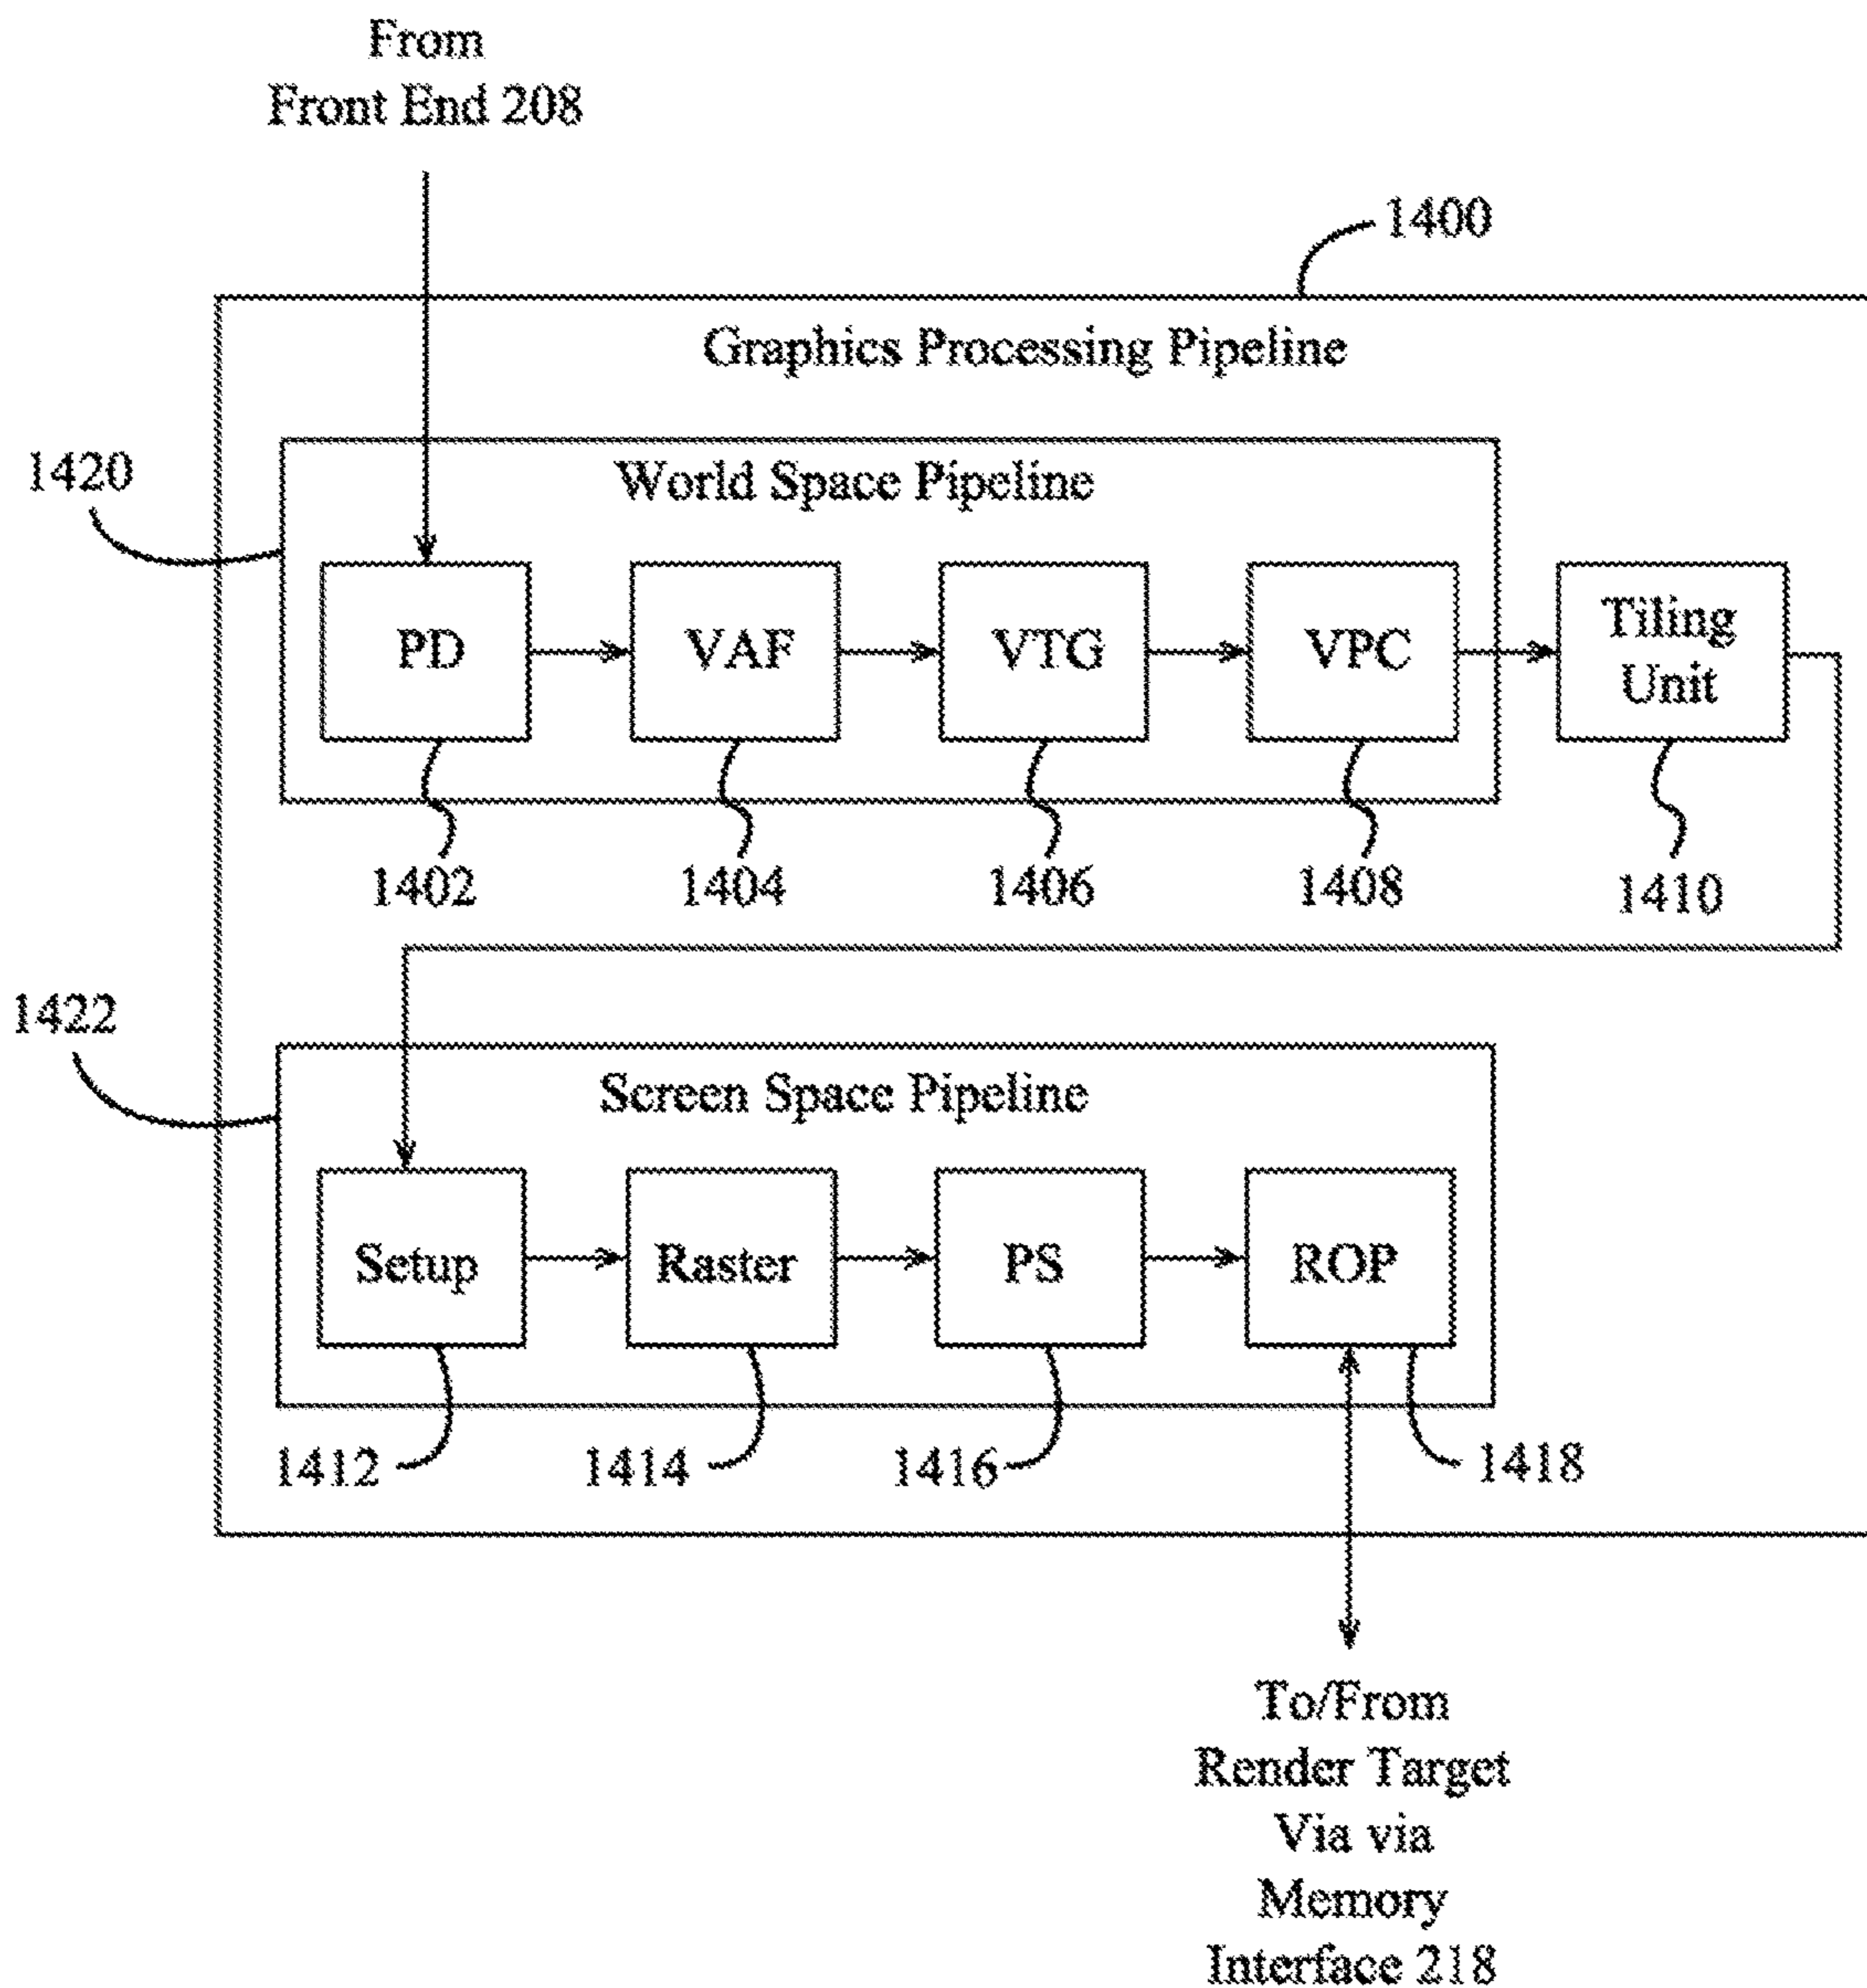 From
Front End 208
1400
Graphics Processing Pipeline
1420
World Space Pipeline
PD
VAF
VTG
VPC
Tiling
Unit
1402
1404
1406
1408
1410
1422
Screen Space Pipeline
Setup
Raster
PS
ROP
1412
1414
1416
1418
To/From
Render Target
Via via
Memory
Interface 218